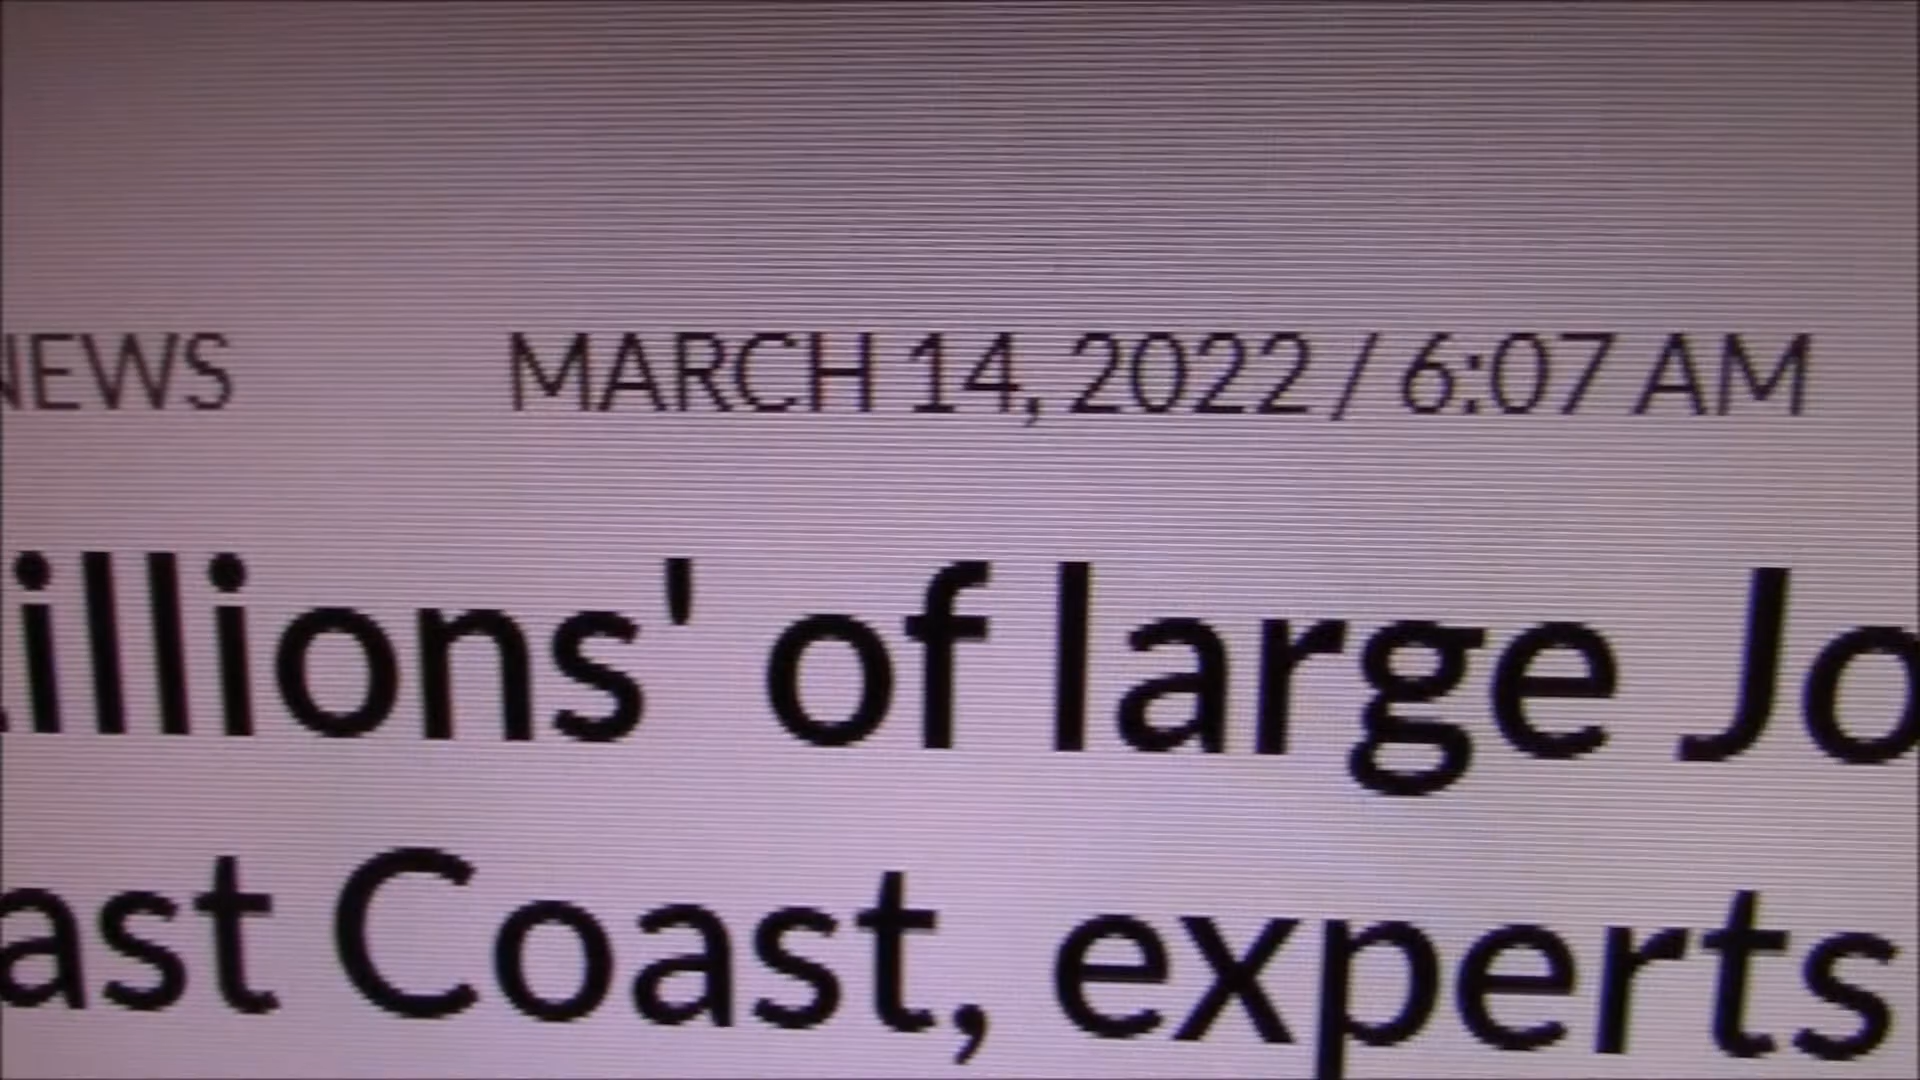 NEWS MARCH 14, 2022 / 6:07 AM
illions' of large Jo
ast Coast, experts